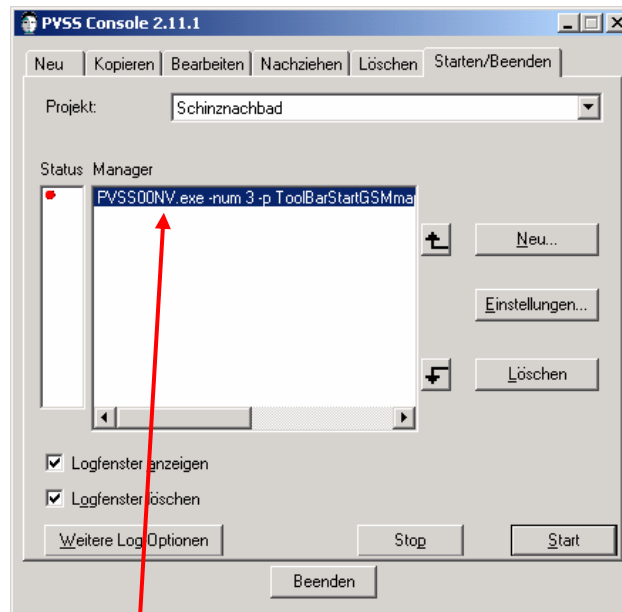 PVSS Console 2.11.1
Neu Kopieren Bearbeiten Nachziehen Löschen Starten/Beenden
Projekt: Schinznachbad
Status Manager
PVSS00NV.exe -num 3 -p ToolBarStartGSMma
Neu...
Einstellungen...
Löschen
Logfenster anzeigen
Logfenster löschen
Weitere Log Optionen Stop Start
Beenden